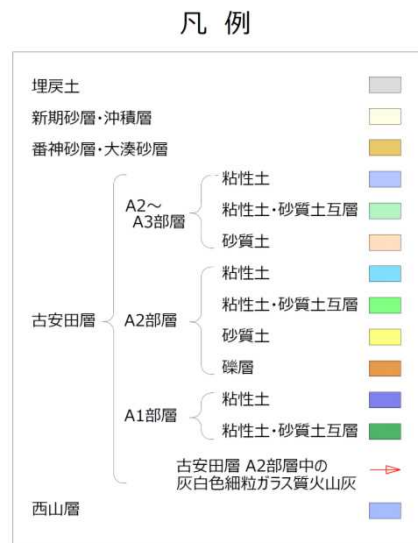 凡 例
埋戻土
新期砂層・沖積層
番神砂層・大湊砂層
古安田層
A2～
A3部層
粘性土
粘性土・砂質土互層
砂質土
A2部層
粘性土
粘性土・砂質土互層
砂質土
礫層
A1部層
粘性土
粘性土・砂質土互層
古安田層 A2部層中の
灰白色細粒ガラス質火山灰
西山層